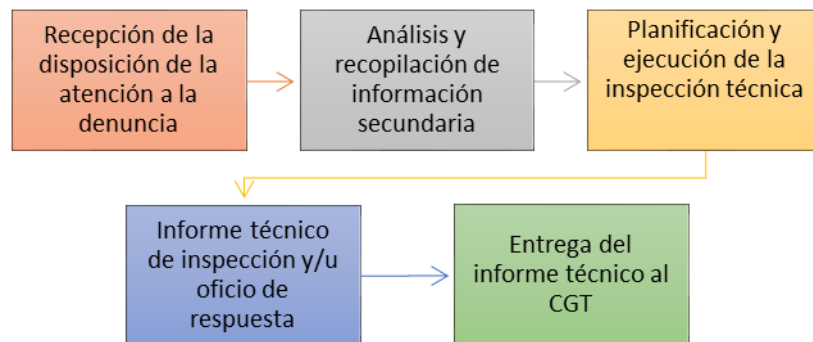 Recepción de la
disposición de la
atención a la
denuncia
Análisis y
recopilación de
información
secundaria
Planificación y
ejecución de la
inspección técnica
Informe técnico
de inspección y/u
oficio de
respuesta
Entrega del
informe técnico al
CGT